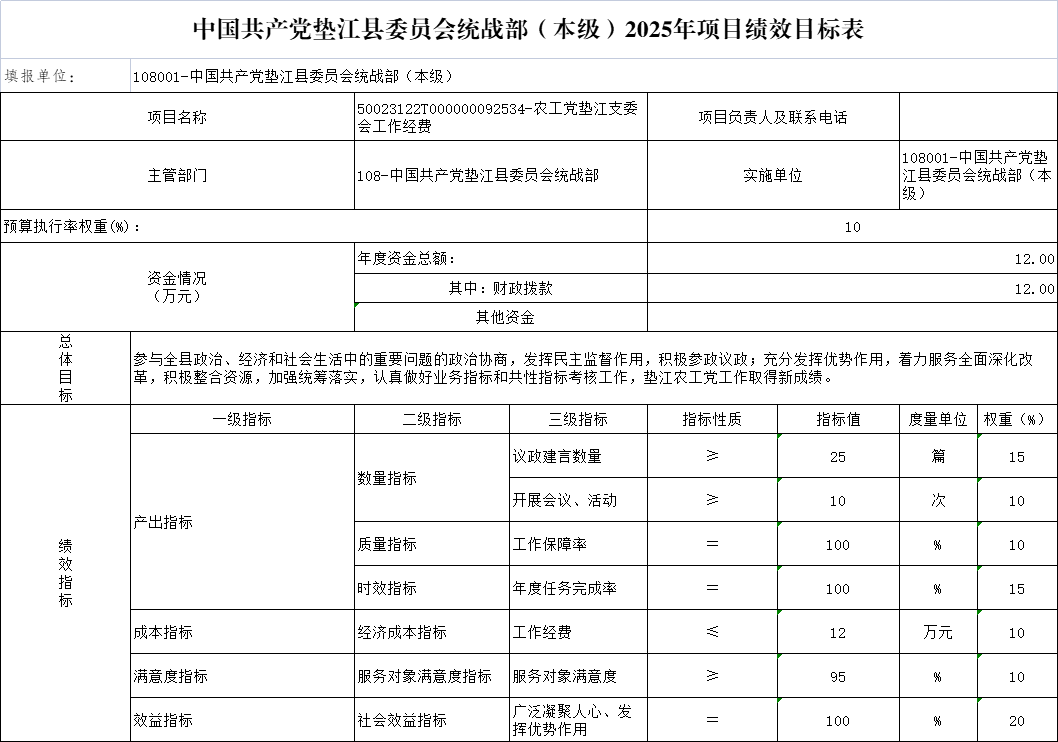 中国共产党垫江县委员会统战部（本级）2025年项目绩效目标表
填报单位： 108001-中国共产党垫江县委员会统战部（本级）
项目名称 50023122T000000092534-农工党垫江支委会工作经费 项目负责人及联系电话
主管部门 108-中国共产党垫江县委员会统战部 实施单位 108001-中国共产党垫江县委员会统战部（本级）
预算执行率权重(%)： 10
资金情况（万元） 年度资金总额： 12.00
其中：财政拨款 12.00
其他资金
总体目标 参与全县政治、经济和社会生活中的重要问题的政治协商，发挥民主监督作用，积极参政议政；充分发挥优势作用，着力服务全面深化改
革，积极整合资源，加强统筹落实，认真做好业务指标和共性指标考核工作，垫江农工党工作取得新成绩。
绩效指标 一级指标 二级指标 三级指标 指标性质 指标值 度量单位 权重（%）
产出指标 数量指标 议政建言数量 ≥ 25 篇 15
开展会议、活动 ≥ 10 次 10
质量指标 工作保障率 ＝ 100 % 10
时效指标 年度任务完成率 ＝ 100 % 15
成本指标 经济成本指标 工作经费 ≤ 12 万元 10
满意度指标 服务对象满意度指标 服务对象满意度 ≥ 95 % 10
效益指标 社会效益指标 广泛凝聚人心、发挥优势作用 ＝ 100 % 20